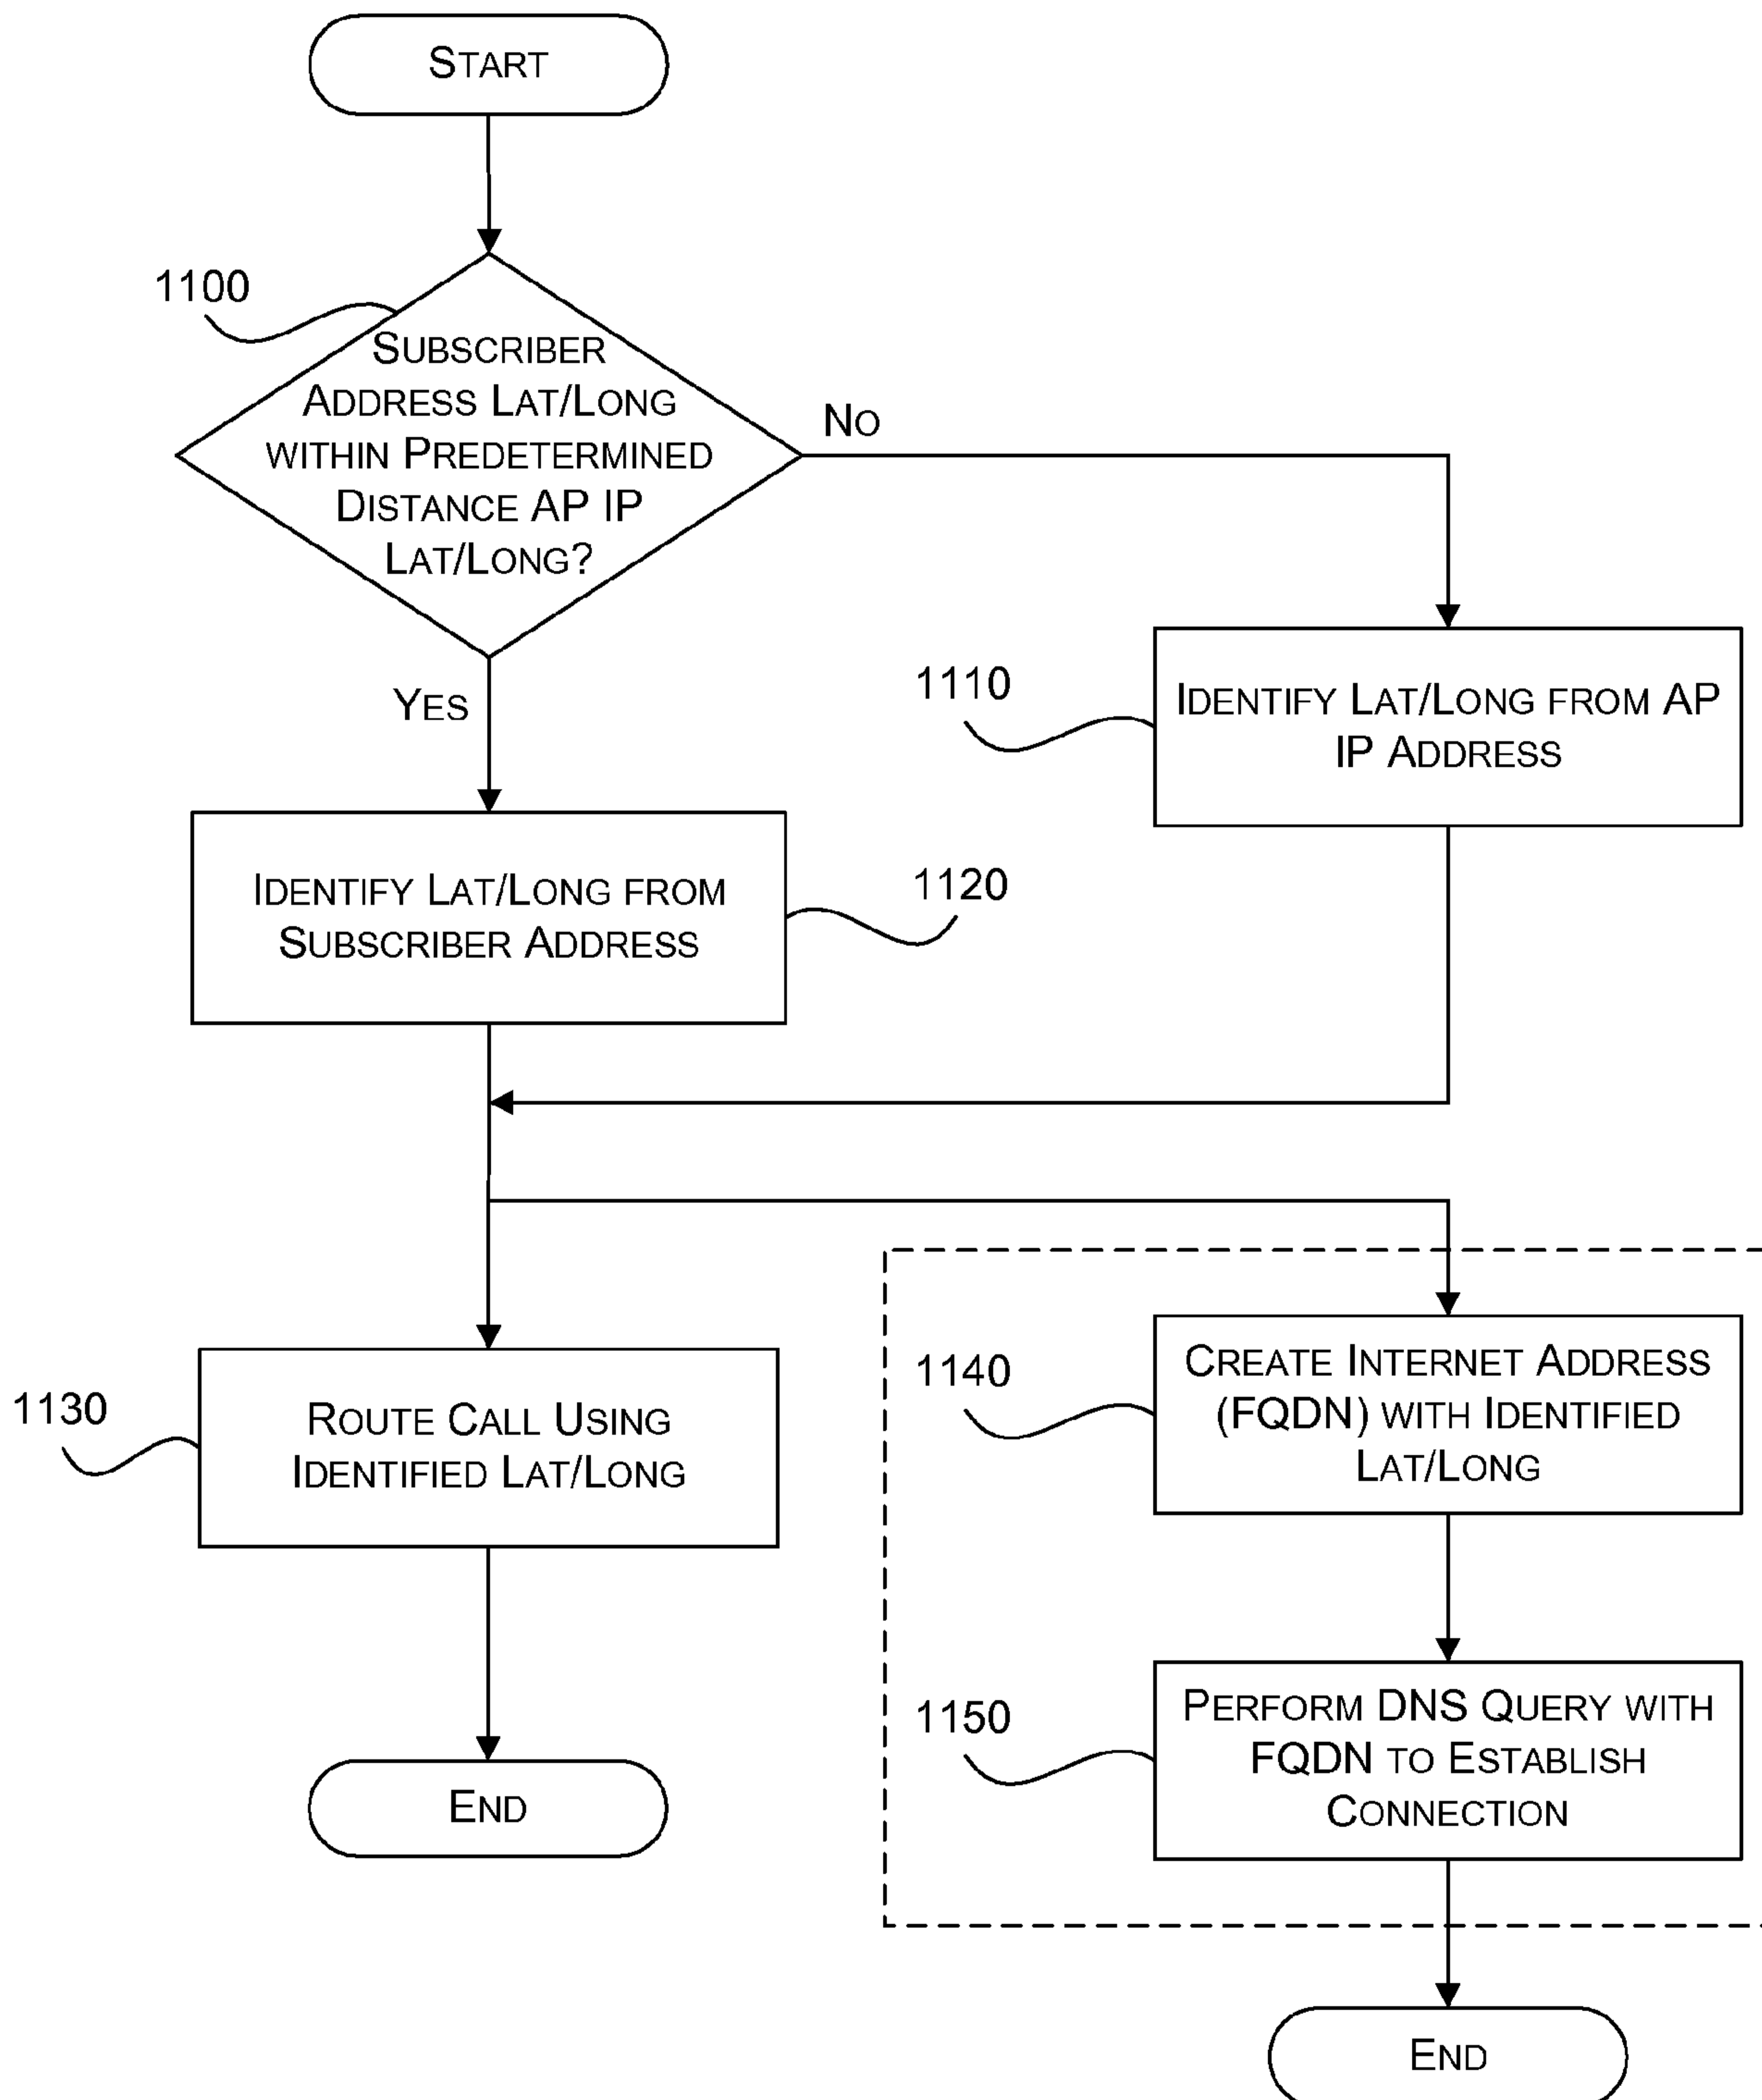 START
1100
SUBSCRIBER
ADDRESS LAT/LONG
WITHIN PREDETERMINED
DISTANCE AP IP
LAT/LONG?
NO
YES
1110
IDENTIFY LAT/LONG FROM AP
IP ADDRESS
IDENTIFY LAT/LONG FROM
SUBSCRIBER ADDRESS
1120
1130
ROUTE CALL USING
IDENTIFIED LAT/LONG
1140
CREATE INTERNET ADDRESS
(FQDN) WITH IDENTIFIED
LAT/LONG
1150
PERFORM DNS QUERY WITH
FQDN TO ESTABLISH
CONNECTION
END
END